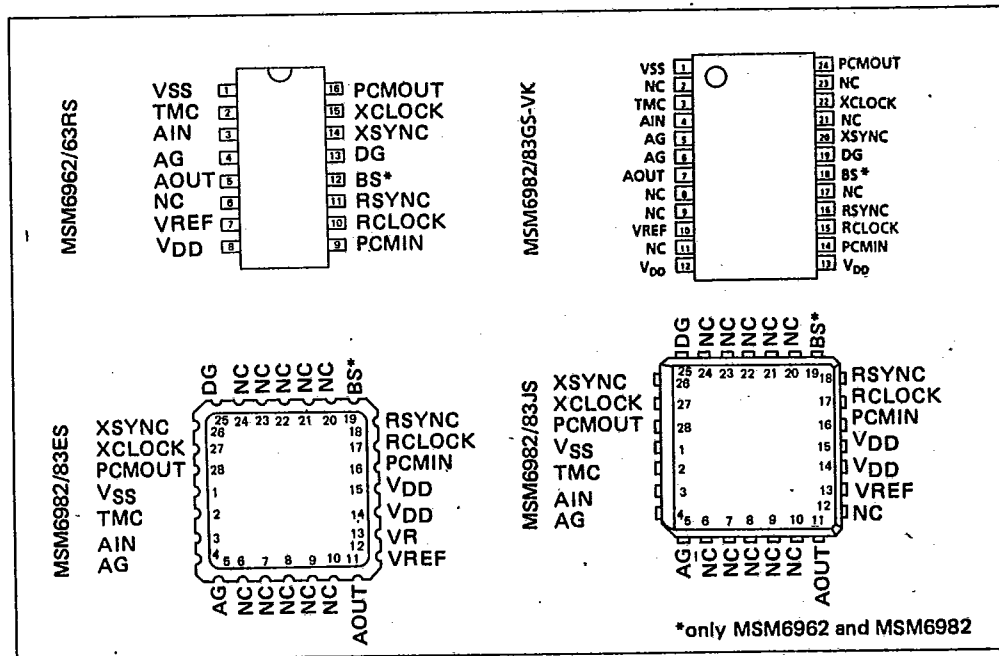 MSM6962/63RS
VSS 1
TMC 2
AIN 3
AG 4
AOUT 5
NC 6
VREF 7
VDD 8
16 PCMOUT
15 XCLOCK
14 XSYNC
13 DG
12 BS*
11 RSYNC
10 RCLOCK
9 PCMIN
MSM6982/83GS-VK
VSS 1
NC 2
TMC 3
AIN 4
AG 5
AG 6
AOUT 7
NC 8
NC 9
VREF 10
NC 11
VDD 12
24 PCMOUT
23 NC
22 XCLOCK
21 NC
20 XSYNC
19 DG
18 BS*
17 NC
16 RSYNC
15 RCLOCK
14 PCMIN
13 VDD
MSM6982/83ES
DG NC NC NC NC NC BS*
25 24 23 22 21 20 19
XSYNC 26
XCLOCK 27
PCMOUT 28
VSS 1
TMC 2
AIN 3
AG 4
18 RSYNC
17 RCLOCK
16 PCMIN
15 VDD
14 VDD
13 VR
12 VREF
5 6 7 8 9 10 11
AG NC NC NC NC NC AOUT
MSM6982/83JS
DG NC NC NC NC NC BS*
25 24 23 22 21 20 19
XSYNC 26
XCLOCK 27
PCMOUT 28
VSS 1
TMC 2
AIN 3
AG 4
18 RSYNC
17 RCLOCK
16 PCMIN
15 VDD
14 VDD
13 VREF
12 NC
5 6 7 8 9 10 11
AG NC NC NC NC NC AOUT
*only MSM6962 and MSM6982